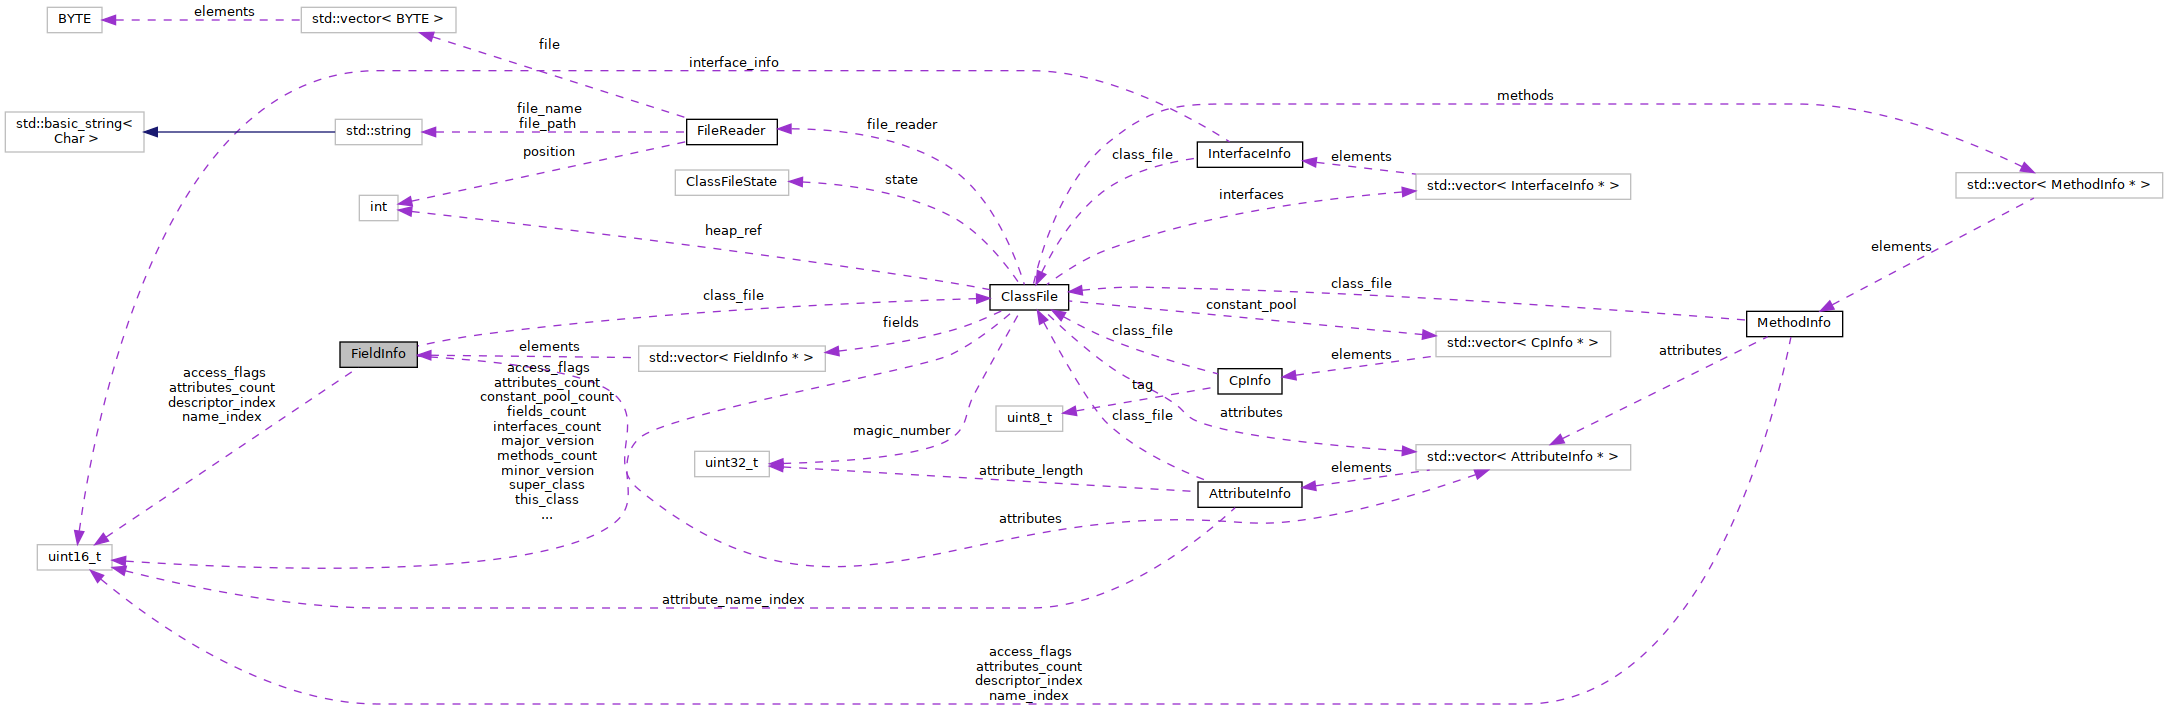 BYTE
elements
std::vector< BYTE >
file
interface_info
methods
std::basic_string<
Char >
std::string
file_name
file_path
FileReader
file_reader
position
class_file
InterfaceInfo
elements
std::vector< InterfaceInfo * >
std::vector< MethodInfo * >
ClassFileState
state
interfaces
int
heap_ref
elements
class_file
ClassFile
class_file
constant_pool
MethodInfo
fields
class_file
std::vector< CpInfo * >
FieldInfo
elements
std::vector< FieldInfo * >
elements
attributes
access_flags
attributes_count
descriptor_index
name_index
access_flags
attributes_count
constant_pool_count
fields_count
interfaces_count
major_version
methods_count
minor_version
super_class
this_class
...
CpInfo
tag
uint8_t
class_file
attributes
magic_number
uint32_t
attribute_length
elements
std::vector< AttributeInfo * >
AttributeInfo
attributes
uint16_t
attribute_name_index
access_flags
attributes_count
descriptor_index
name_index